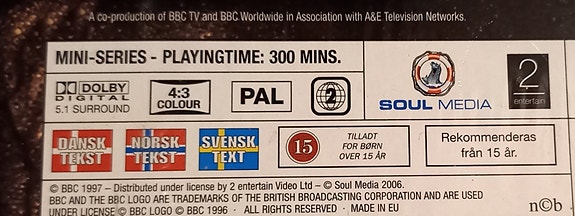 A co-production of BBC TV and BBC Worldwide in Association with A&E Television Networks.
MINI-SERIES - PLAYINGTIME: 300 MINS.
DOLBY
DIGITAL
5.1 SURROUND
4:3
COLOUR
PAL
2
SOUL MEDIA
2
entertain
DANSK
TEKST
NORSK
TEKST
SVENSK
TEXT
15
TILLADT
FOR BØRN
OVER 15 ÅR
Rekommenderas
från 15 år.
© BBC 1997 - Distributed under license by 2 entertain Video Ltd - © Soul Media 2006.
BBC AND THE BBC LOGO ARE TRADEMARKS OF THE BRITISH BROADCASTING CORPORATION AND ARE USED
UNDER LICENSE © BBC LOGO © BBC 1996 · ALL RIGHTS RESERVED · MADE IN EU
n©b